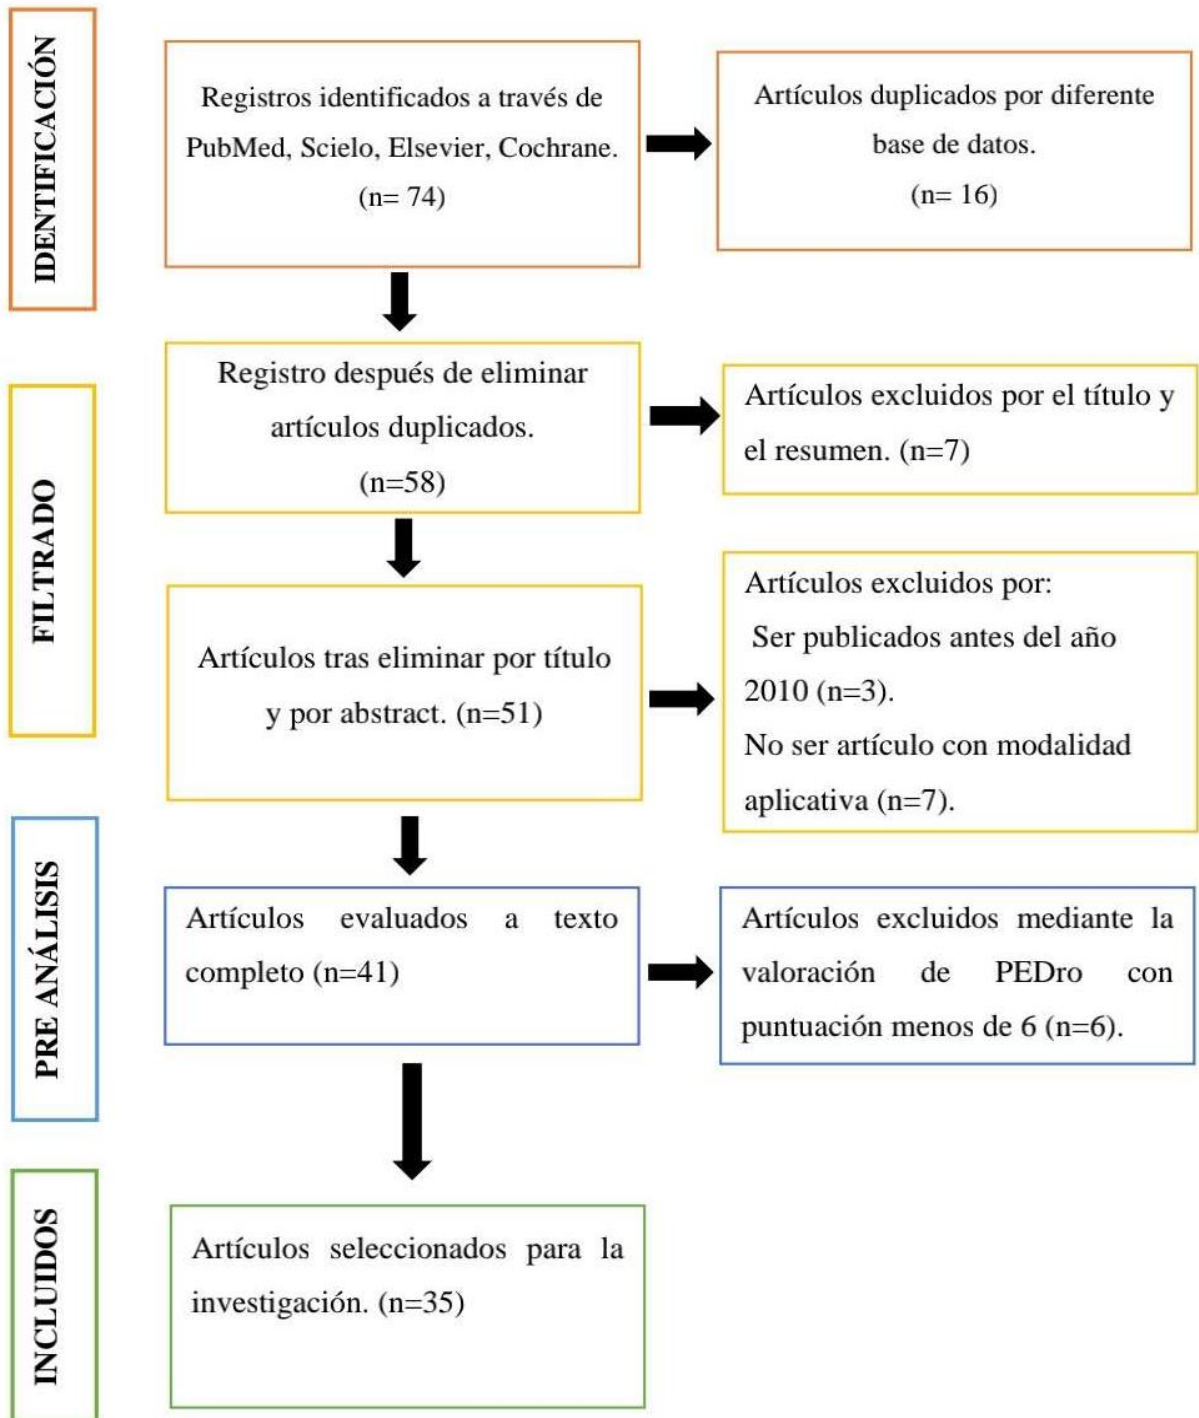 IDENTIFICACIÓN
Registros identificados a través de
PubMed, Scielo, Elsevier, Cochrane.
(n= 74)
Artículos duplicados por diferente
base de datos.
(n= 16)
FILTRADO
Registro después de eliminar
artículos duplicados.
(n=58)
Artículos excluidos por el título y
el resumen. (n=7)
Artículos tras eliminar por título
y por abstract. (n=51)
Artículos excluidos por:
Ser publicados antes del año
2010 (n=3).
No ser artículo con modalidad
aplicativa (n=7).
PRE ANÁLISIS
Artículos evaluados a texto
completo (n=41)
Artículos excluidos mediante la
valoración de PEDro con
puntuación menos de 6 (n=6).
INCLUIDOS
Artículos seleccionados para la
investigación. (n=35)